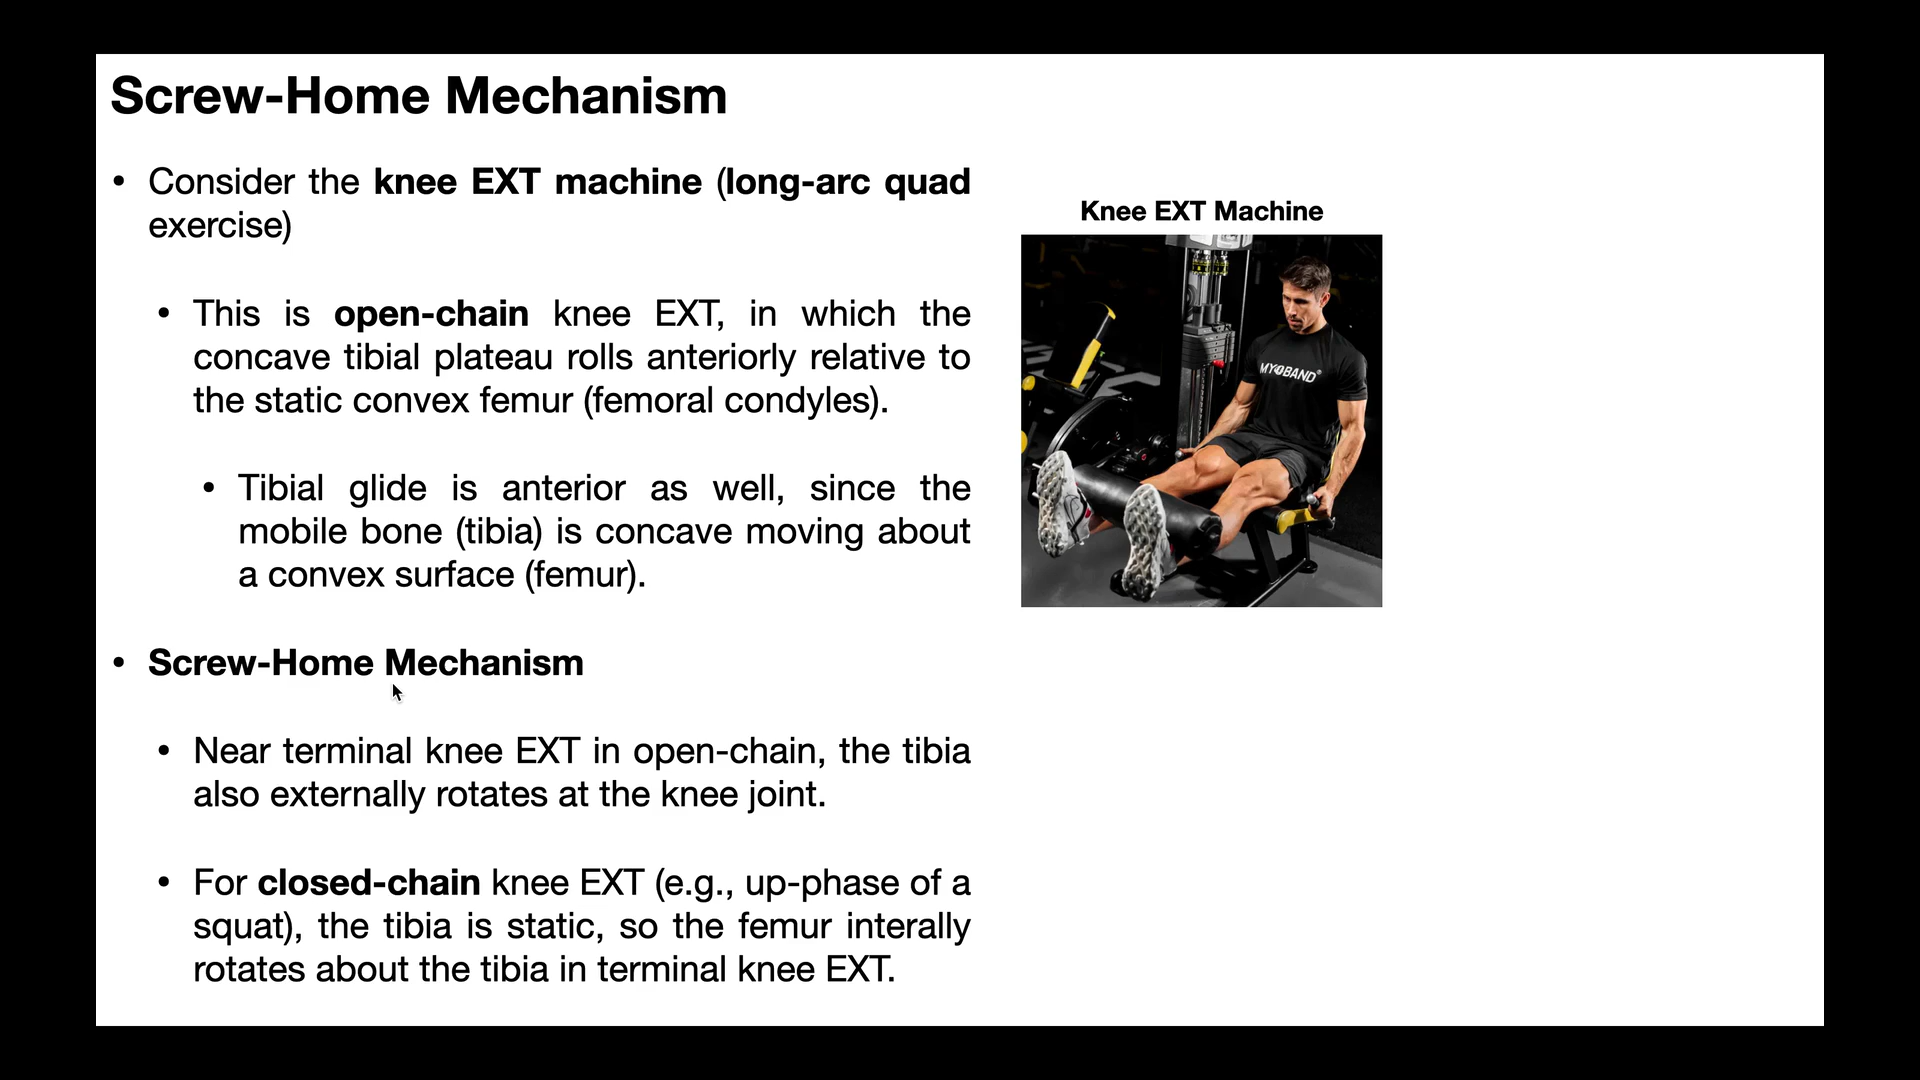 Screw-Home Mechanism
• Consider the knee EXT machine (long-arc quad
exercise)
• This is open-chain knee EXT, in which the
concave tibial plateau rolls anteriorly relative to
the static convex femur (femoral condyles).
• Tibial glide is anterior as well, since the
mobile bone (tibia) is concave moving about
a convex surface (femur).
• Screw-Home Mechanism
• Near terminal knee EXT in open-chain, the tibia
also externally rotates at the knee joint.
• For closed-chain knee EXT (e.g., up-phase of a
squat), the tibia is static, so the femur interally
rotates about the tibia in terminal knee EXT.
Knee EXT Machine
MYOBAND®